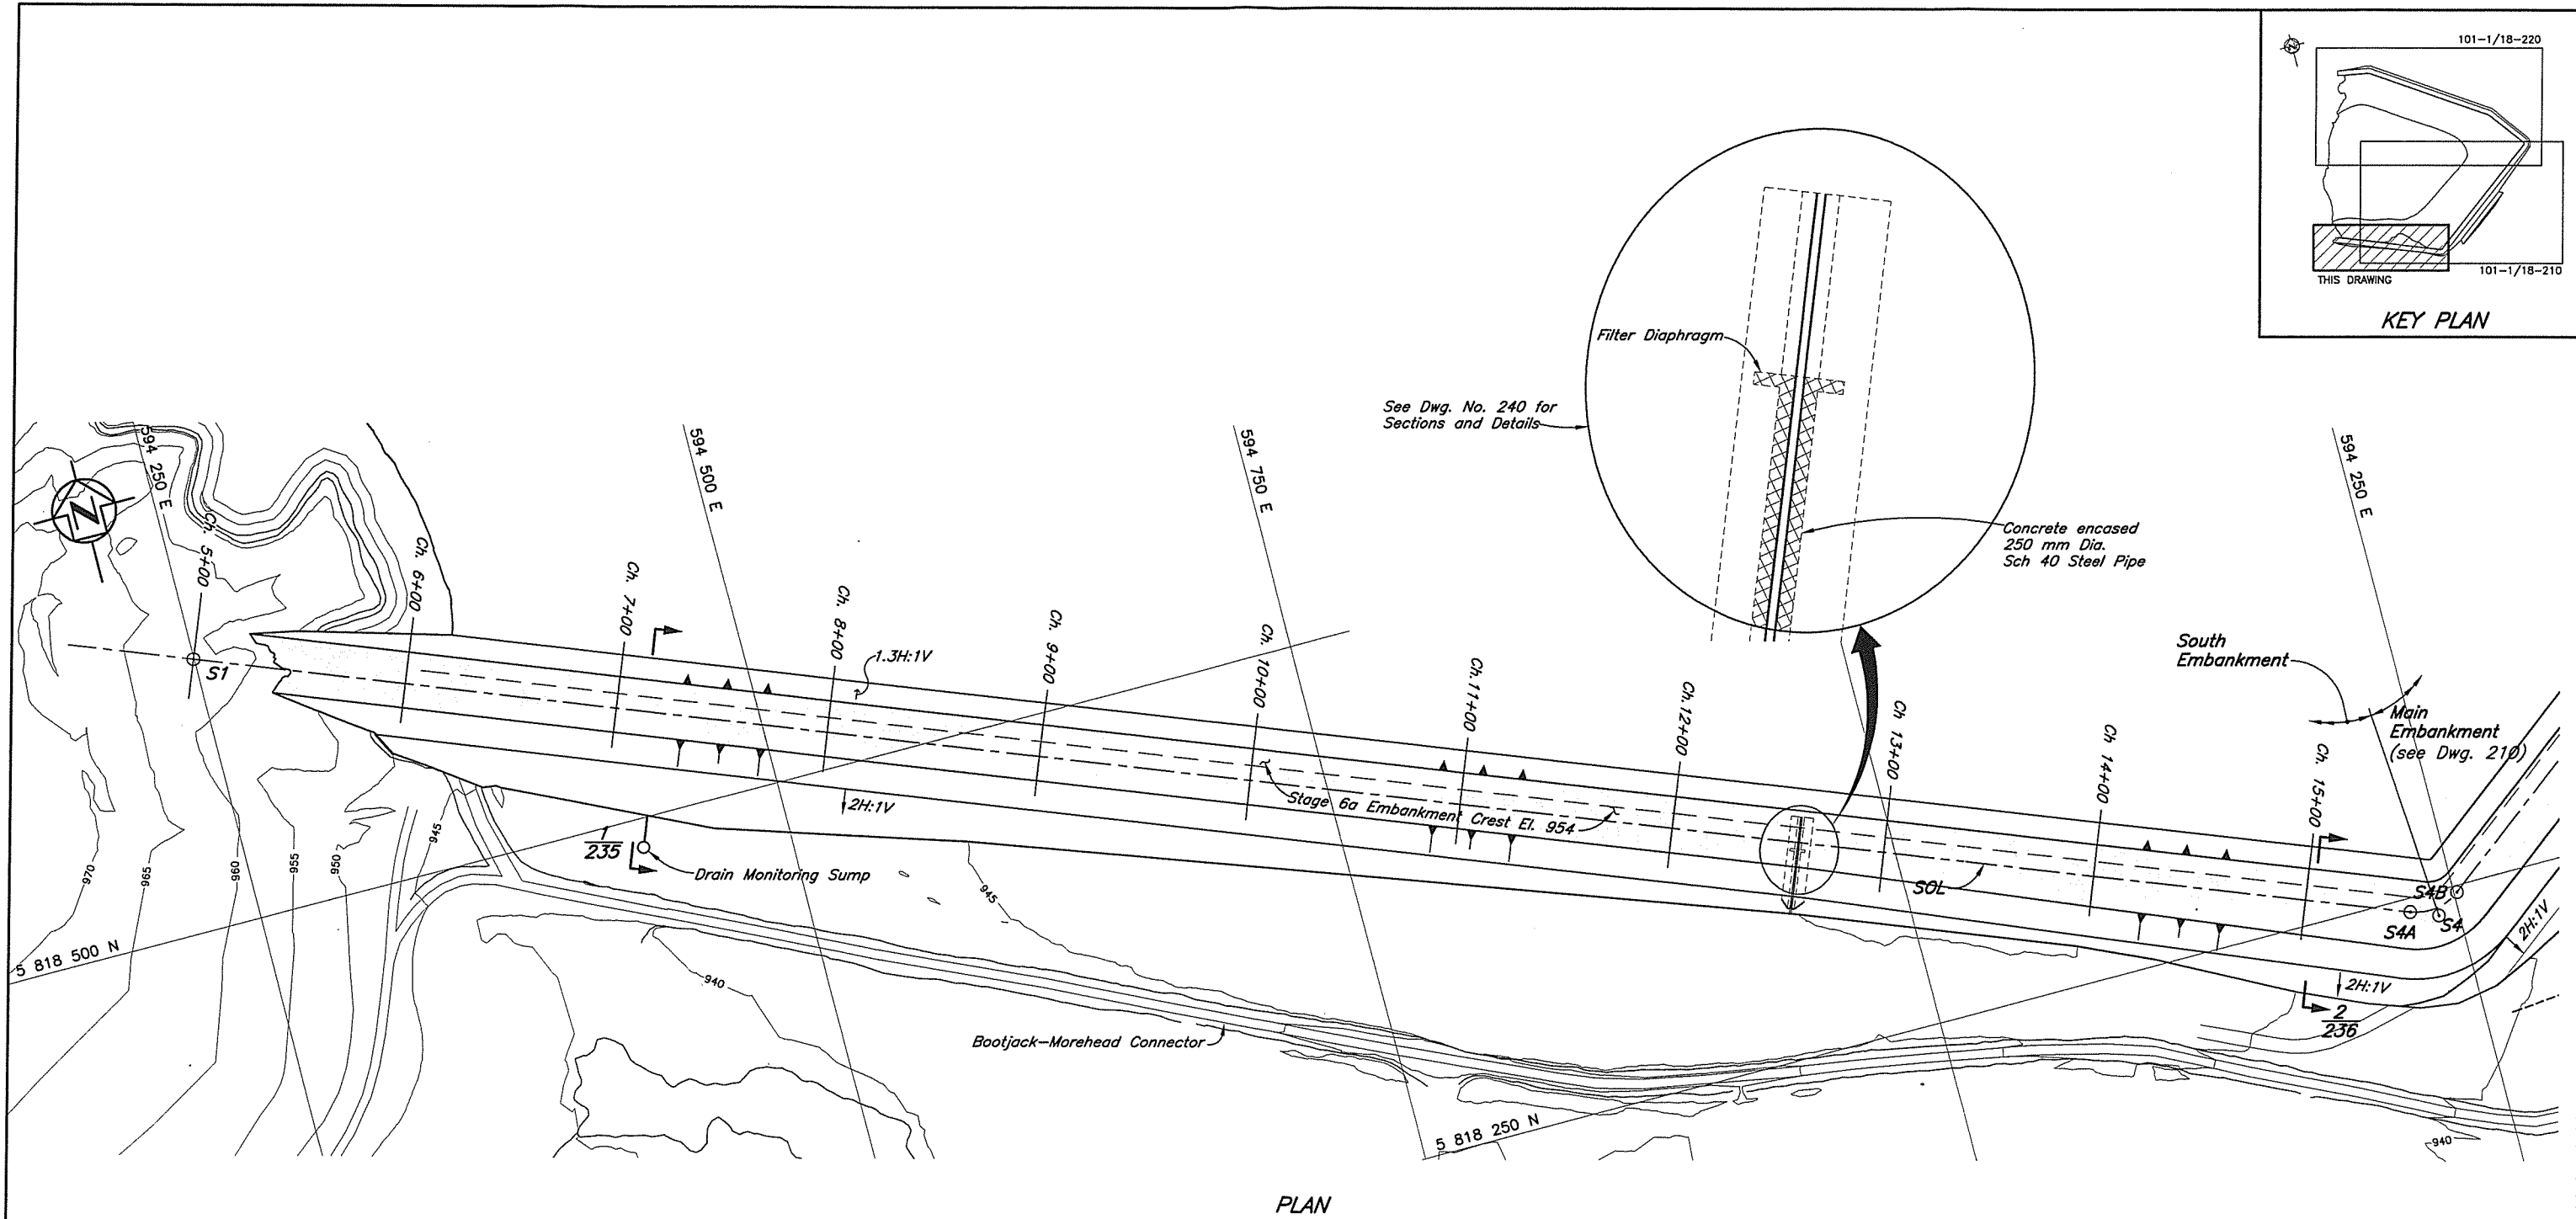 101-1/18-220
THIS DRAWING
101-1/18-210
KEY PLAN
Filter Diaphragm
See Dwg. No. 240 for
Sections and Details
Concrete encased
250 mm Dia.
Sch 40 Steel Pipe
594 250 E
594 500 E
594 750 E
594 250 E
N
Ch. 5+00
Ch. 6+00
Ch. 7+00
Ch. 8+00
Ch. 9+00
Ch. 10+00
Ch.11+00
Ch.12+00
Ch 13+00
Ch 14+00
Ch. 15+00
S1
1.3H:1V
South
Embankment
Main
Embankment
(see Dwg. 210)
Stage 6a Embankment Crest El. 954
2H:1V
1
235
Drain Monitoring Sump
SOL
S4B
S4A
S4
2H:1V
2H:1V
2
236
970
965
960
955
950
945
945
940
940
5 818 500 N
Bootjack-Morehead Connector
5 818 250 N
PLAN